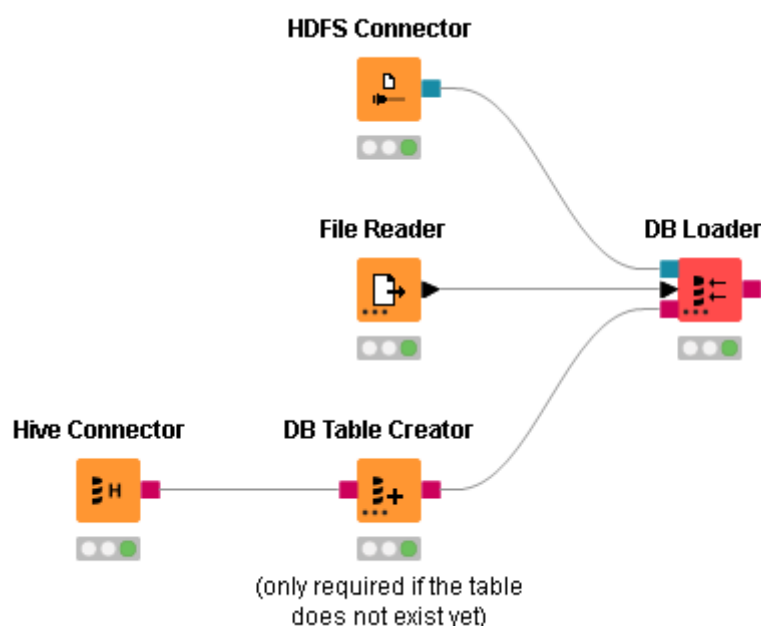 HDFS Connector
File Reader
DB Loader
Hive Connector
H
DB Table Creator
(only required if the table
does not exist yet)